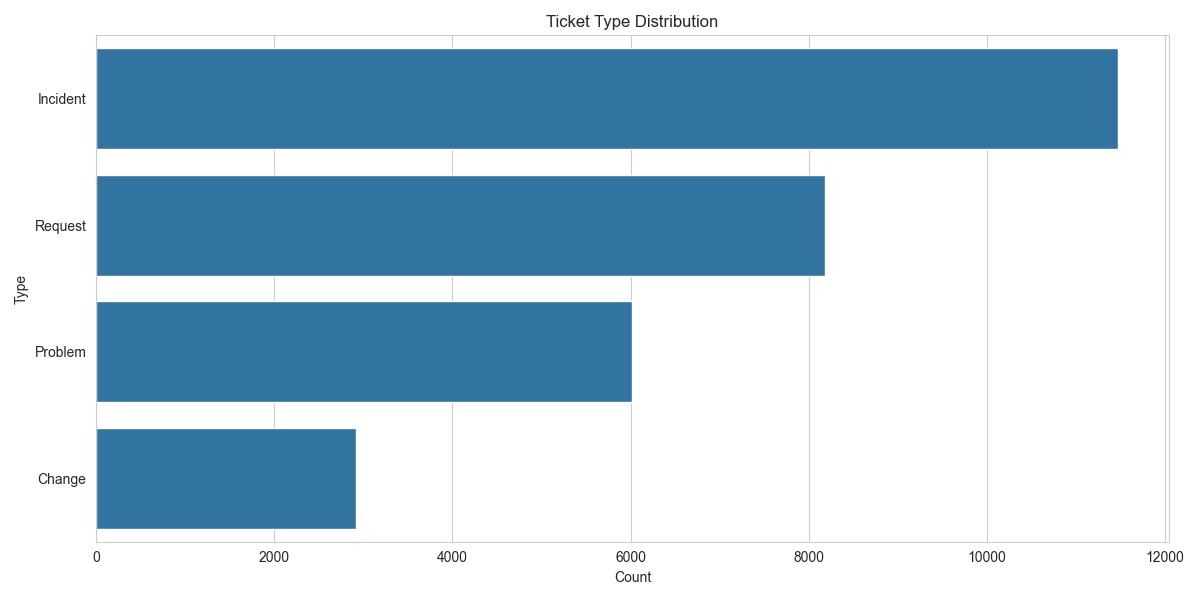 Ticket Type Distribution
Incident
Request
Problem
Change
Type
0 2000 4000 6000 8000 10000 12000
Count